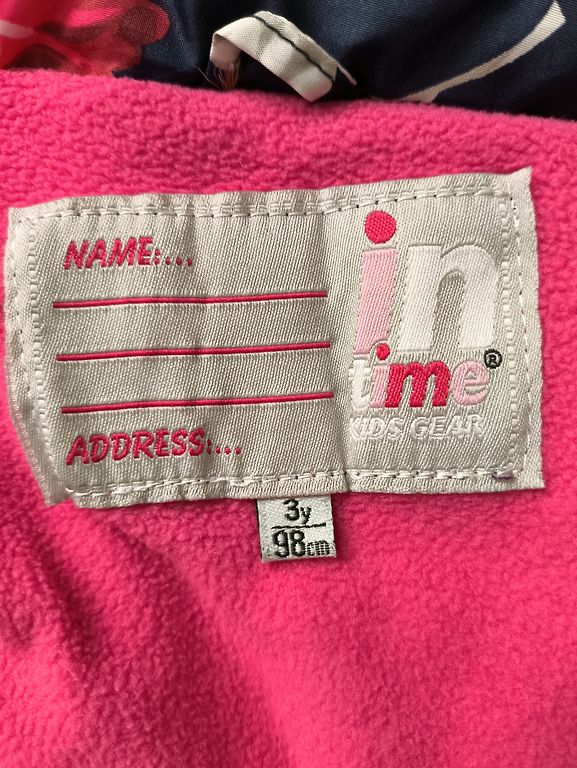 NAME:...
ADDRESS:...
in
time®
KIDS GEAR
3y
98cm